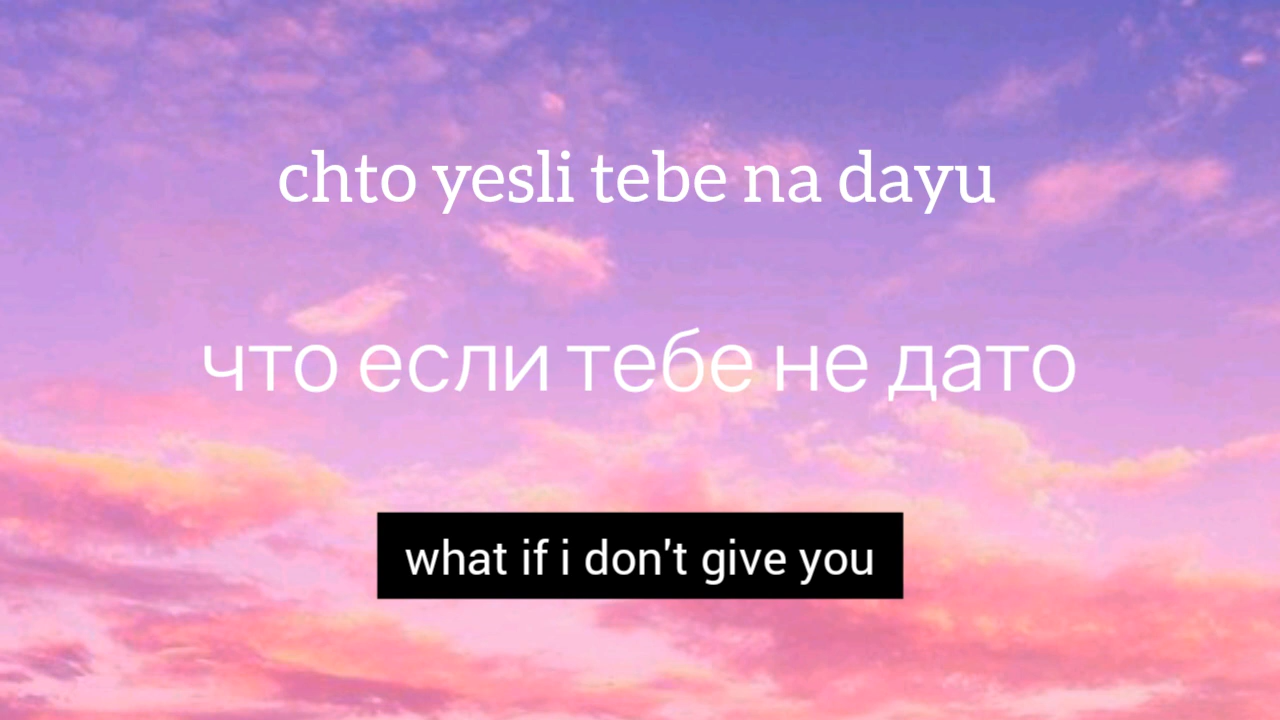 chto yesli tebe na dayu
что если тебе не дато
what if i don't give you